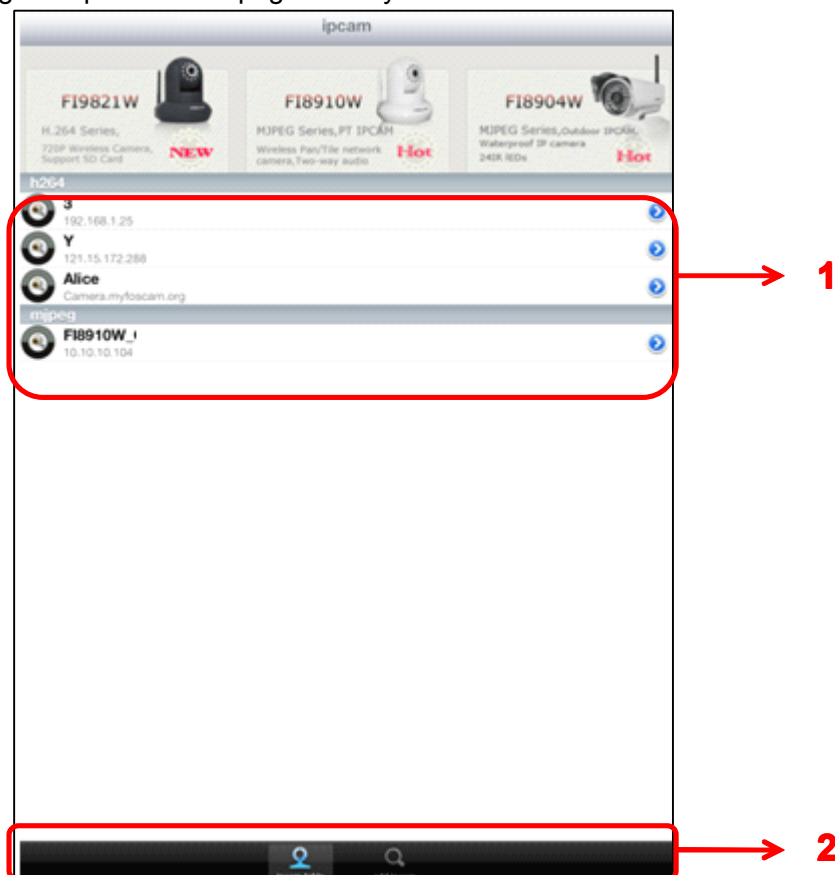 ipcam
FI9821W
H.264 Series,
720P Wireless Camera,
Support SD Card
NEW
FI8910W
MJPEG Series,PT IPCAM
Wireless Pan/Tile network
camera,Two-way audio
Hot
FI8904W
MJPEG Series,Outdoor IPCAM,
Waterproof IP camera
24IR lEDs
Hot
h264
3
192.168.1.25
Y
121.15.172.288
Alice
Camera.myfoscam.org
mjpeg
FI8910W_
10.10.10.104
1
2